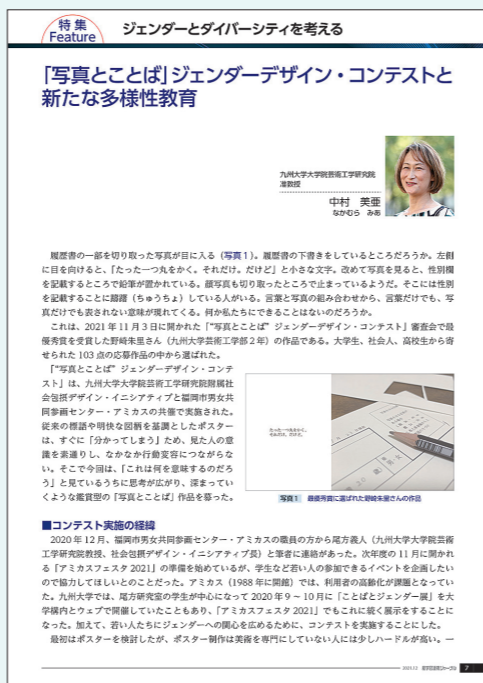 特集
Feature
ジェンダーとダイバーシティを考える
「写真とことば」ジェンダーデザイン・コンテストと
新たな多様性教育
九州大学大学院芸術工学研究院
准教授
中村 美亜
なかむら みあ
履歴書の一部を切り取った写真が目に入る（写真1）。履歴書の下書きをしているところだろうか。左側
に目を向けると、「たった一つ丸をかく。それだけ。だけど」と小さな文字。改めて写真を見ると、性別欄
を記載するところで鉛筆が置かれている。顔写真も切り取ったところで止まっているようだ。そこには性別
を記載することに躊躇（ちゅうちょ）している人がいる。言葉と写真の組み合わせから、言葉だけでも、写
真だけでも表されない意味が現れてくる。何か私たちにできることはないのだろうか。
これは、2021年11月3日に開かれた「“写真とことば” ジェンダーデザイン・コンテスト」審査会で最
優秀賞を受賞した野﨑朱里さん（九州大学芸術工学部2年）の作品である。大学生、社会人、高校生から寄
せられた103点の応募作品の中から選ばれた。
「“写真とことば” ジェンダーデザイン・コンテ
スト」は、九州大学大学院芸術工学研究院附属社
会包摂デザイン・イニシアティブと福岡市男女共
同参画センター・アミカスの共催で実施された。
従来の標語や明快な図柄を基調としたポスター
は、すぐに「分かってしまう」ため、見た人の意
識を素通りし、なかなか行動変容につながらな
い。そこで今回は、「これは何を意味するのだろ
う」と見ているうちに思考が広がり、深まってい
くような鑑賞型の「写真とことば」作品を募った。
たった一つ丸をかく。
それだけ。だけど。
写真1 最優秀賞に選ばれた野﨑朱里さんの作品
■コンテスト実施の経緯
2020年12月、福岡市男女共同参画センター・アミカスの職員の方から尾方義人（九州大学大学院芸術
工学研究院教授、社会包摂デザイン・イニシアティブ長）と筆者に連絡があった。次年度の11月に開かれ
る「アミカスフェスタ2021」の準備を始めているが、学生など若い人の参加できるイベントを企画したい
ので協力してほしいとのことだった。アミカス（1988年に開館）では、利用者の高齢化が課題となってい
た。九州大学では、尾方研究室の学生が中心になって2020年9～10月に「ことばとジェンダー展」を大
学構内とウェブで開催していたこともあり、「アミカスフェスタ2021」でもこれに続く展示をすることに
なった。加えて、若い人たちにジェンダーへの関心を広めるために、コンテストを実施することにした。
最初はポスターを検討したが、ポスター制作は美術を専門にしていない人には少しハードルが高い。一
2021.12
7